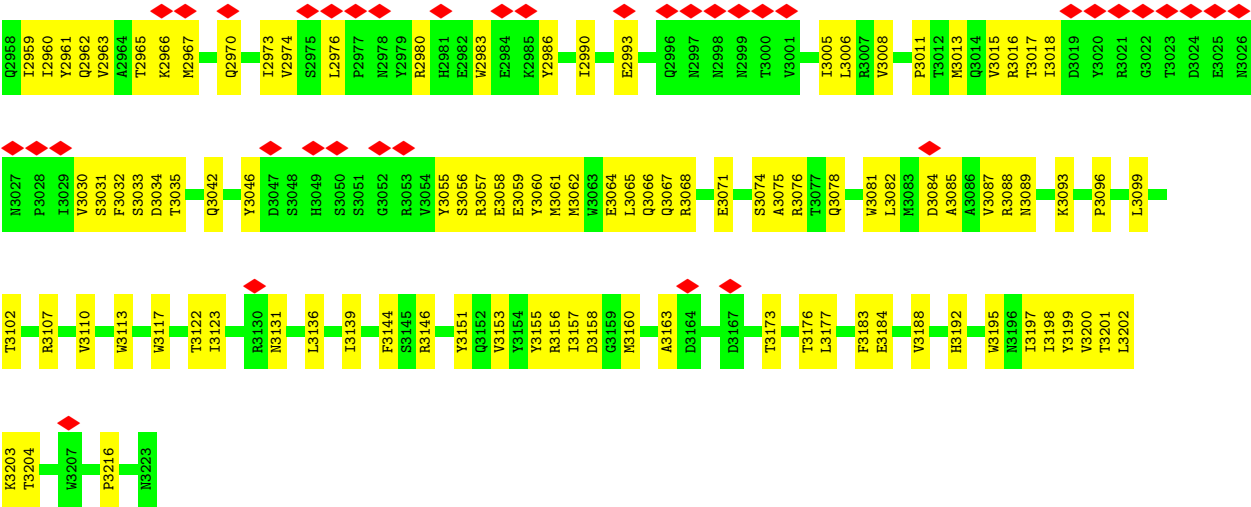 Q2958 I2959 I2960 Y2961 Q2962 V2963 A2964 T2965 K2966 M2967 Q2970 I2973 V2974 S2975 L2976 P2977 N2978 Y2979 R2980 H2981 E2982 W2983 E2984 K2985 Y2986 I2990 E2993 Q2996 N2997 N2998 N2999 T3000 V3001 I3005 L3006 R3007 V3008 P3011 T3012 M3013 Q3014 V3015 R3016 T3017 I3018 D3019 Y3020 R3021 G3022 T3023 D3024 E3025 N3026
N3027 P3028 I3029 V3030 S3031 F3032 S3033 D3034 T3035 Q3042 Y3046 D3047 S3048 H3049 S3050 S3051 G3052 R3053 V3054 Y3055 S3056 R3057 E3058 E3059 Y3060 M3061 M3062 W3063 E3064 L3065 Q3066 Q3067 R3068 E3071 S3074 A3075 R3076 T3077 Q3078 W3081 L3082 M3083 D3084 A3085 A3086 V3087 R3088 N3089 K3093 P3096 L3099
T3102 R3107 V3110 W3113 W3117 T3122 I3123 R3130 N3131 L3136 I3139 F3144 S3145 R3146 Y3151 Q3152 V3153 Y3154 Y3155 R3156 I3157 D3158 G3159 M3160 A3163 D3164 D3167 T3173 T3176 L3177 F3183 E3184 V3188 H3192 W3195 N3196 I3197 I3198 Y3199 V3200 T3201 L3202
K3203 T3204 W3207 P3216 N3223